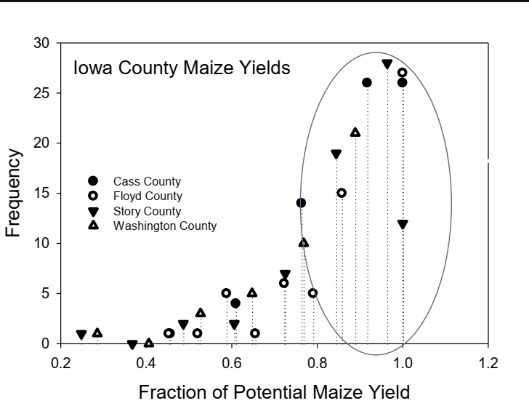 Iowa County Maize Yields
30
25
20
15
10
5
0
Frequency
Cass County
Floyd County
Story County
Washington County
0.2 0.4 0.6 0.8 1.0 1.2
Fraction of Potential Maize Yield